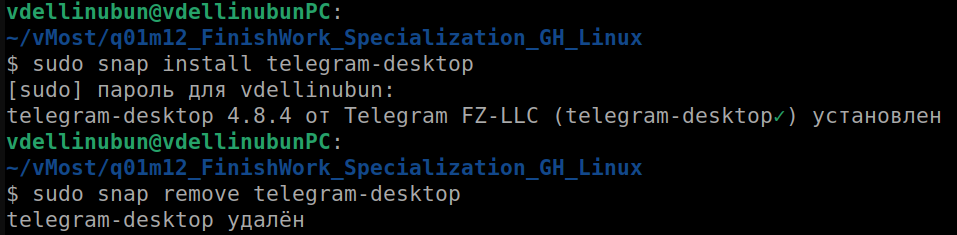 vdellinubun@vdellinubunPC:
~/vMost/q01m12_FinishWork_Specialization_GH_Linux
$ sudo snap install telegram-desktop
[sudo] пароль для vdellinubun:
telegram-desktop 4.8.4 от Telegram FZ-LLC (telegram-desktop✓) установлен
vdellinubun@vdellinubunPC:
~/vMost/q01m12_FinishWork_Specialization_GH_Linux
$ sudo snap remove telegram-desktop
telegram-desktop удалён